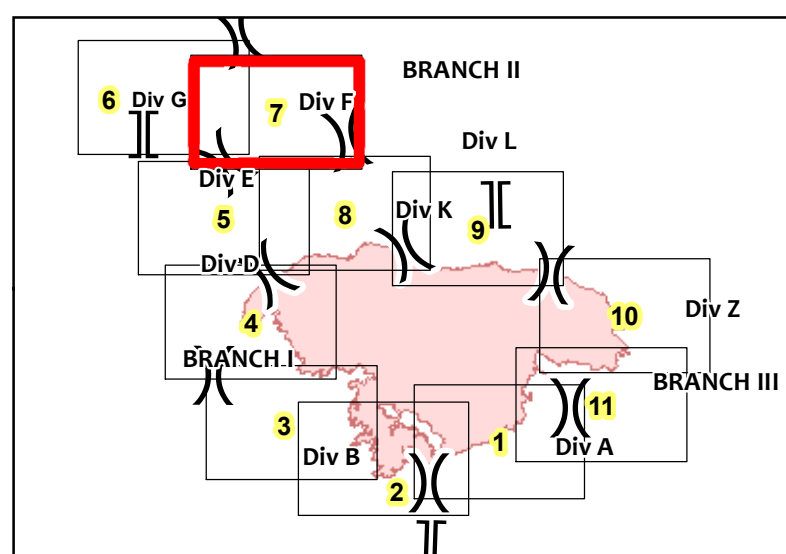 BRANCH II
6 Div G
7 Div F
Div L
Div E
5
8
Div K
9
Div D
4
10
Div Z
BRANCH I
BRANCH III
3
1
11
Div B
Div A
2